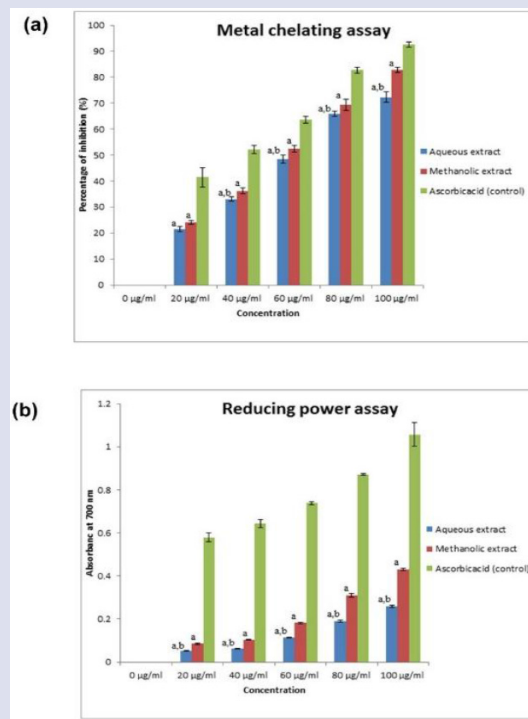 (a)
Metal chelating assay
Percentage of inhibition (%)
100
90
80
70
60
50
40
30
20
10
0
a a
a,b a
a,b a
a,b a
a,b a
0 µg/ml 20 µg/ml 40 µg/ml 60 µg/ml 80 µg/ml 100 µg/ml
Concentration
Aqueous extract
Methanolic extract
Ascorbicacid (control)
(b)
Reducing power assay
Absorbanc at 700 nm
1.2
1
0.8
0.6
0.4
0.2
0
a,b a
a,b a
a,b a
a,b a
a,b a
0 µg/ml 20 µg/ml 40 µg/ml 60 µg/ml 80 µg/ml 100 µg/ml
Concentration
Aqueous extract
Methanolic extract
Ascorbicacid (control)